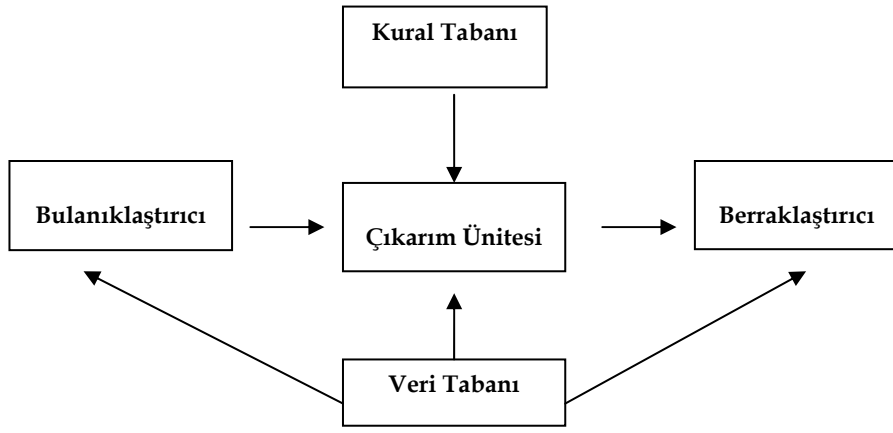 Kural Tabanı
Bulanıklaştırıcı
Çıkarım Ünitesi
Berraklaştırıcı
Veri Tabanı